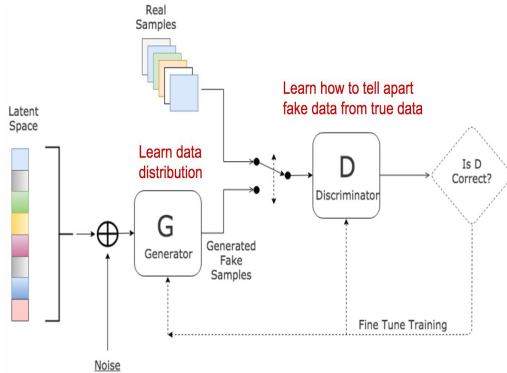 Real
Samples
Learn how to tell apart
fake data from true data
Latent
Space
Learn data
distribution
D
Discriminator
Is D
Correct?
G
Generator
Generated
Fake
Samples
Fine Tune Training
Noise